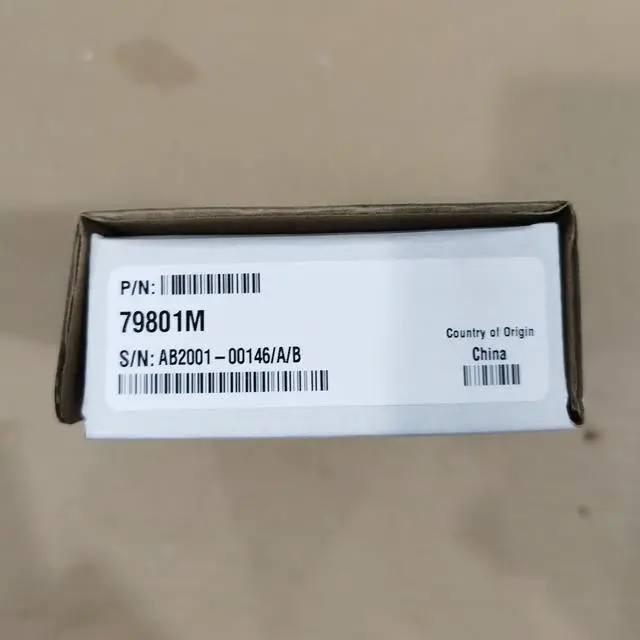 P/N:
79801M
S/N: AB2001-00146/A/B
Country of Origin
China